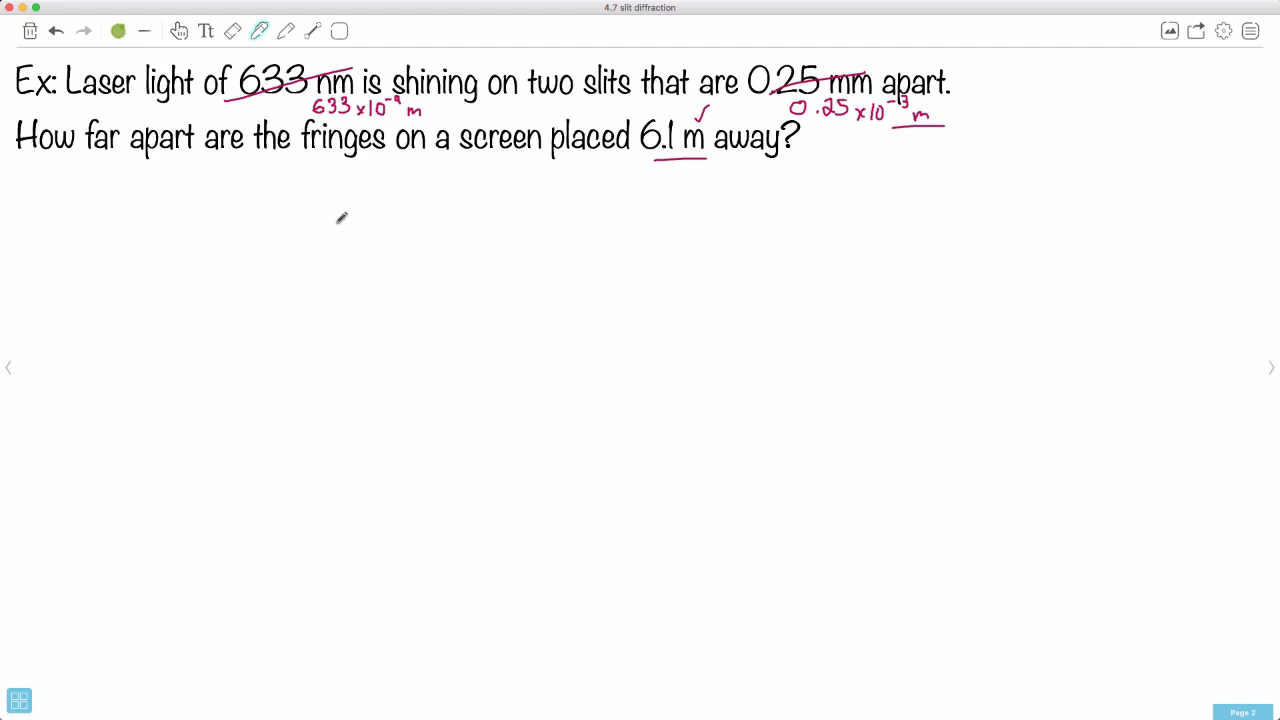 4.7 slit diffraction
Tt
Ex: Laser light of 633 nm is shining on two slits that are 0.25 mm apart.
633 x 10⁻⁹ m 0.25 x 10⁻³ m
How far apart are the fringes on a screen placed 6.1 m away?
Page 2